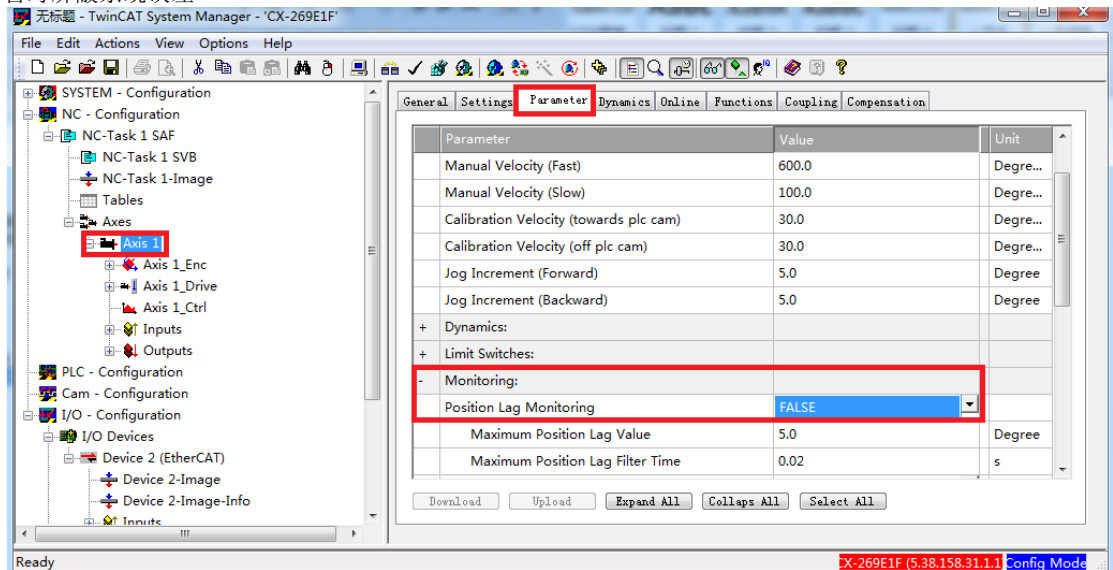 无标题 - TwinCAT System Manager - 'CX-269E1F'
File Edit Actions View Options Help
SYSTEM - Configuration
NC - Configuration
NC-Task 1 SAF
NC-Task 1 SVB
NC-Task 1-Image
Tables
Axes
Axis 1
Axis 1_Enc
Axis 1_Drive
Axis 1_Ctrl
Inputs
Outputs
PLC - Configuration
Cam - Configuration
I/O - Configuration
I/O Devices
Device 2 (EtherCAT)
Device 2-Image
Device 2-Image-Info
Inputs
General Settings Parameter Dynamics Online Functions Coupling Compensation
Parameter Value Unit
Manual Velocity (Fast) 600.0 Degre...
Manual Velocity (Slow) 100.0 Degre...
Calibration Velocity (towards plc cam) 30.0 Degre...
Calibration Velocity (off plc cam) 30.0 Degre...
Jog Increment (Forward) 5.0 Degree
Jog Increment (Backward) 5.0 Degree
+ Dynamics:
+ Limit Switches:
- Monitoring:
Position Lag Monitoring FALSE
Maximum Position Lag Value 5.0 Degree
Maximum Position Lag Filter Time 0.02 s
Download Upload Expand All Collaps All Select All
Ready CX-269E1F (5.38.158.31.1.1 Config Mode